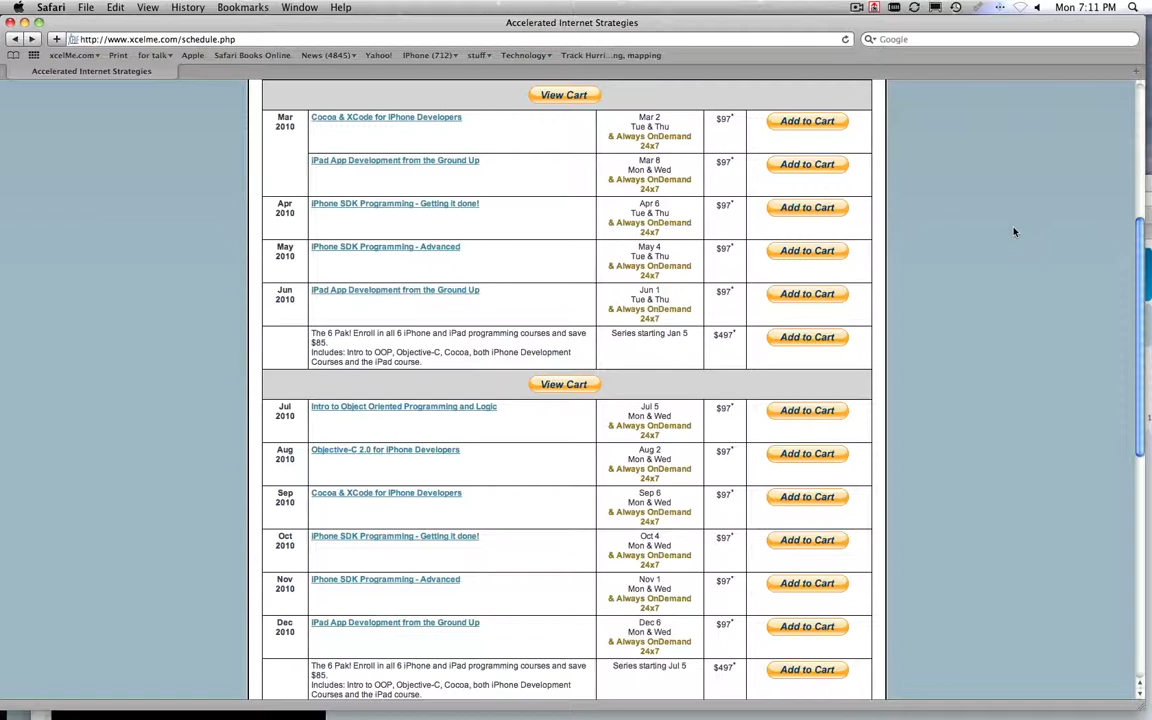 Safari File Edit View History Bookmarks Window Help Mon 7:11 PM
Accelerated Internet Strategies
http://www.xcelme.com/schedule.php Google
xcelMe.com Print for talk Apple Safari Books Online News (4845) Yahoo! iPhone (712) stuff Technology Track Hurri...ng, mapping
Accelerated Internet Strategies
View Cart
Mar 2010 Cocoa & XCode for iPhone Developers Mar 2 $97* Add to Cart
Tue & Thu
& Always OnDemand
24x7
iPad App Development from the Ground Up Mar 8 $97* Add to Cart
Mon & Wed
& Always OnDemand
24x7
Apr 2010 iPhone SDK Programming - Getting it done! Apr 6 $97* Add to Cart
Tue & Thu
& Always OnDemand
24x7
May 2010 iPhone SDK Programming - Advanced May 4 $97* Add to Cart
Tue & Thu
& Always OnDemand
24x7
Jun 2010 iPad App Development from the Ground Up Jun 1 $97* Add to Cart
Tue & Thu
& Always OnDemand
24x7
The 6 Pak! Enroll in all 6 iPhone and iPad programming courses and save Series starting Jan 5 $497* Add to Cart
$85.
Includes: Intro to OOP, Objective-C, Cocoa, both iPhone Development
Courses and the iPad course.
View Cart
Jul 2010 Intro to Object Oriented Programming and Logic Jul 5 $97* Add to Cart
Mon & Wed
& Always OnDemand
24x7
Aug 2010 Objective-C 2.0 for iPhone Developers Aug 2 $97* Add to Cart
Mon & Wed
& Always OnDemand
24x7
Sep 2010 Cocoa & XCode for iPhone Developers Sep 6 $97* Add to Cart
Mon & Wed
& Always OnDemand
24x7
Oct 2010 iPhone SDK Programming - Getting it done! Oct 4 $97* Add to Cart
Mon & Wed
& Always OnDemand
24x7
Nov 2010 iPhone SDK Programming - Advanced Nov 1 $97* Add to Cart
Mon & Wed
& Always OnDemand
24x7
Dec 2010 iPad App Development from the Ground Up Dec 6 $97* Add to Cart
Mon & Wed
& Always OnDemand
24x7
The 6 Pak! Enroll in all 6 iPhone and iPad programming courses and save Series starting Jul 5 $497* Add to Cart
$85.
Includes: Intro to OOP, Objective-C, Cocoa, both iPhone Development
Courses and the iPad course.